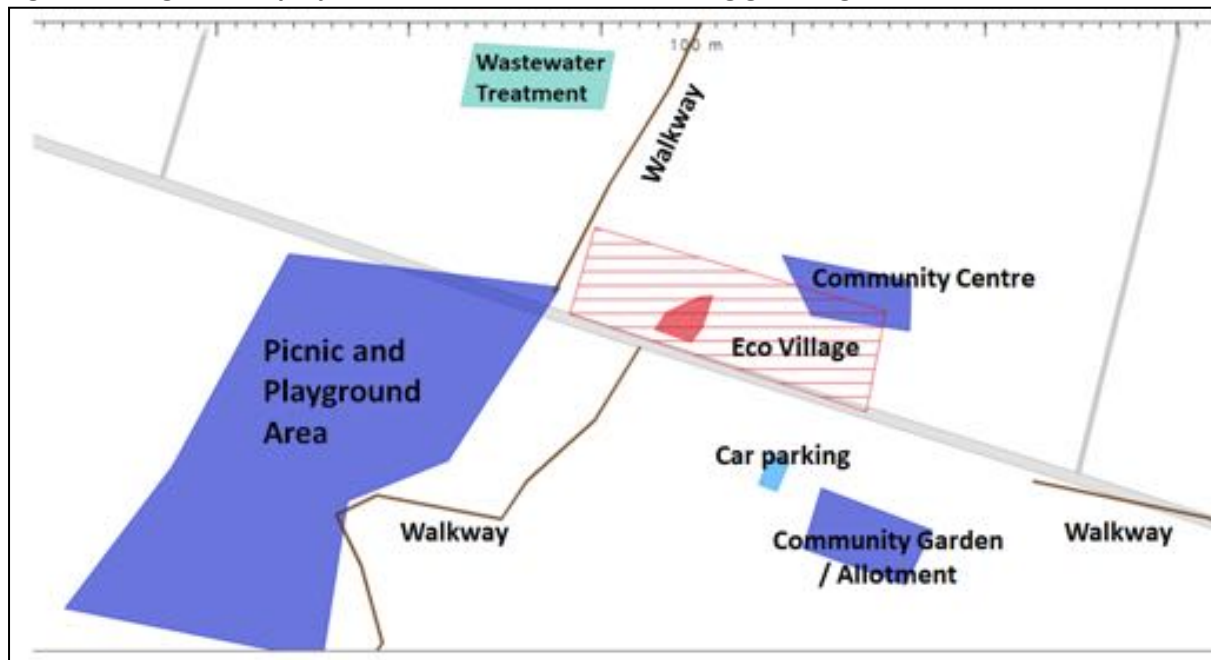 100 m
Wastewater
Treatment
Walkway
Community Centre
Eco Village
Picnic and
Playground
Area
Car parking
Walkway
Community Garden
/ Allotment
Walkway